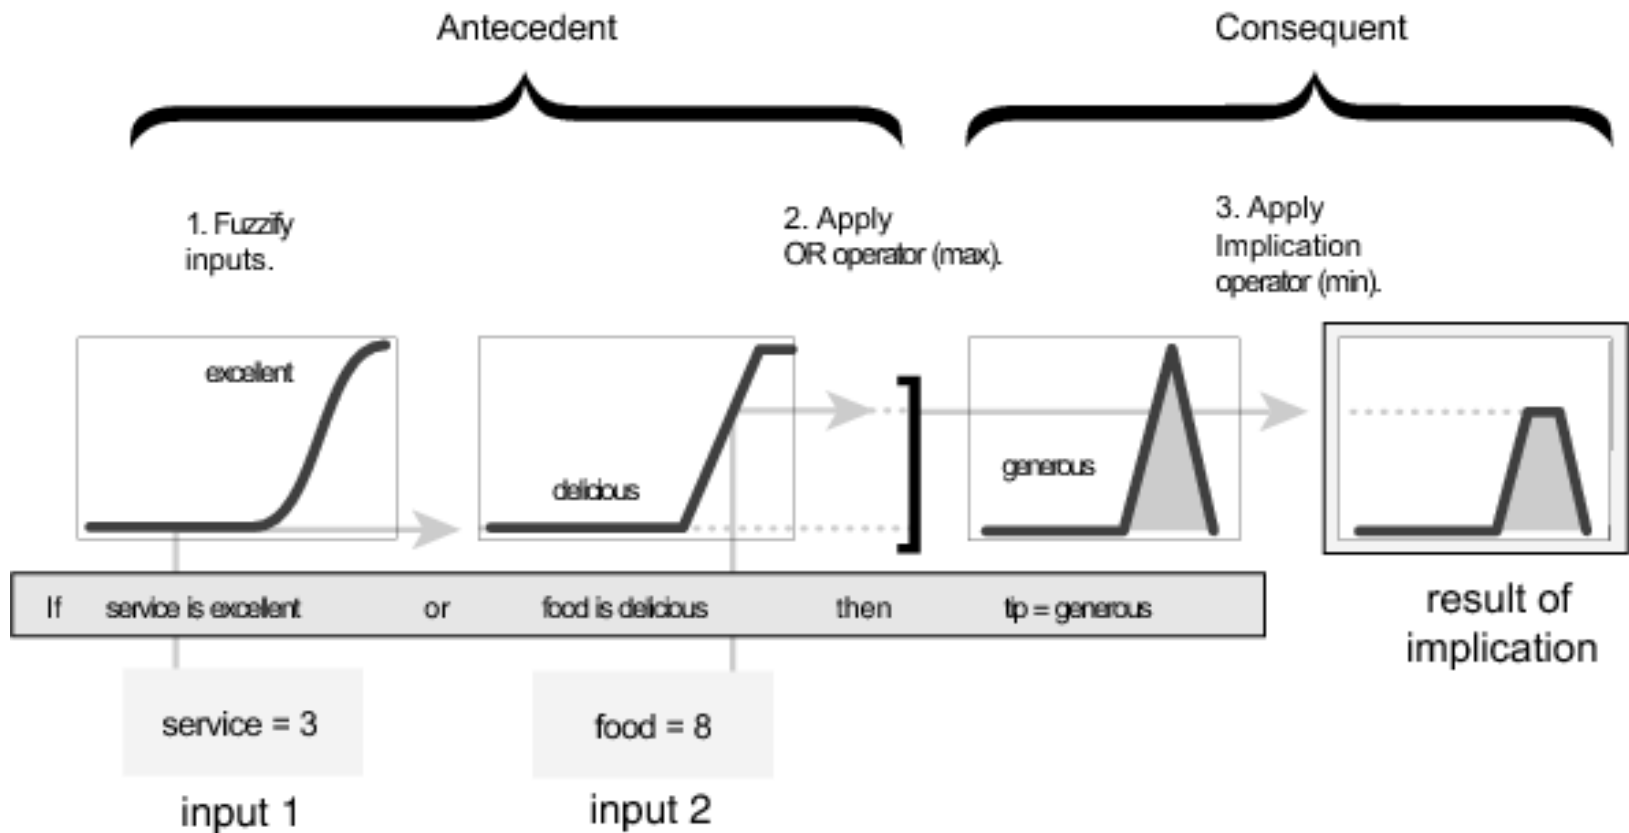 Antecedent
Consequent
1. Fuzzify
inputs.
2. Apply
OR operator (max).
3. Apply
Implication
operator (min).
excellent
delicious
generous
If service is excellent or food is delicious then tip = generous
result of
implication
service = 3
food = 8
input 1
input 2